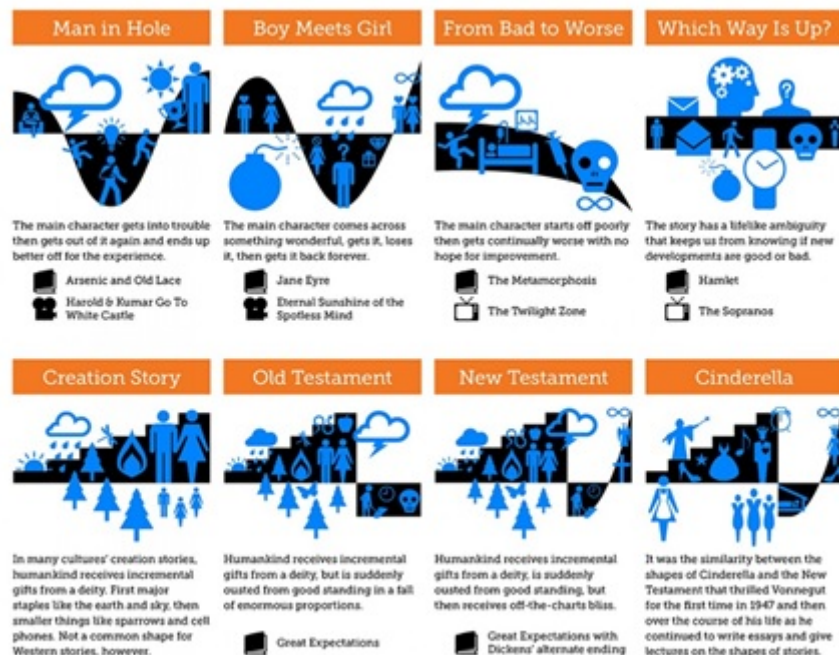 Man in Hole
The main character gets into trouble
then gets out of it again and ends up
better off for the experience.
Arsenic and Old Lace
Harold & Kumar Go To
White Castle
Boy Meets Girl
The main character comes across
something wonderful, gets it, loses
it, then gets it back forever.
Jane Eyre
Eternal Sunshine of the
Spotless Mind
From Bad to Worse
The main character starts off poorly
then gets continually worse with no
hope for improvement.
The Metamorphosis
The Twilight Zone
Which Way Is Up?
The story has a lifelike ambiguity
that keeps us from knowing if new
developments are good or bad.
Hamlet
The Sopranos
Creation Story
In many cultures' creation stories,
humankind receives incremental
gifts from a deity. First major
staples like the earth and sky, then
smaller things like sparrows and cell
phones. Not a common shape for
Western stories, however.
Old Testament
Humankind receives incremental
gifts from a deity, but is suddenly
ousted from good standing in a fall
of enormous proportions.
Great Expectations
New Testament
Humankind receives incremental
gifts from a deity, is suddenly
ousted from good standing, but
then receives off-the-charts bliss.
Great Expectations with
Dickens' alternate ending
Cinderella
It was the similarity between the
shapes of Cinderella and the New
Testament that thrilled Vonnegut
for the first time in 1947 and then
over the course of his life as he
continued to write essays and give
lectures on the shapes of stories.